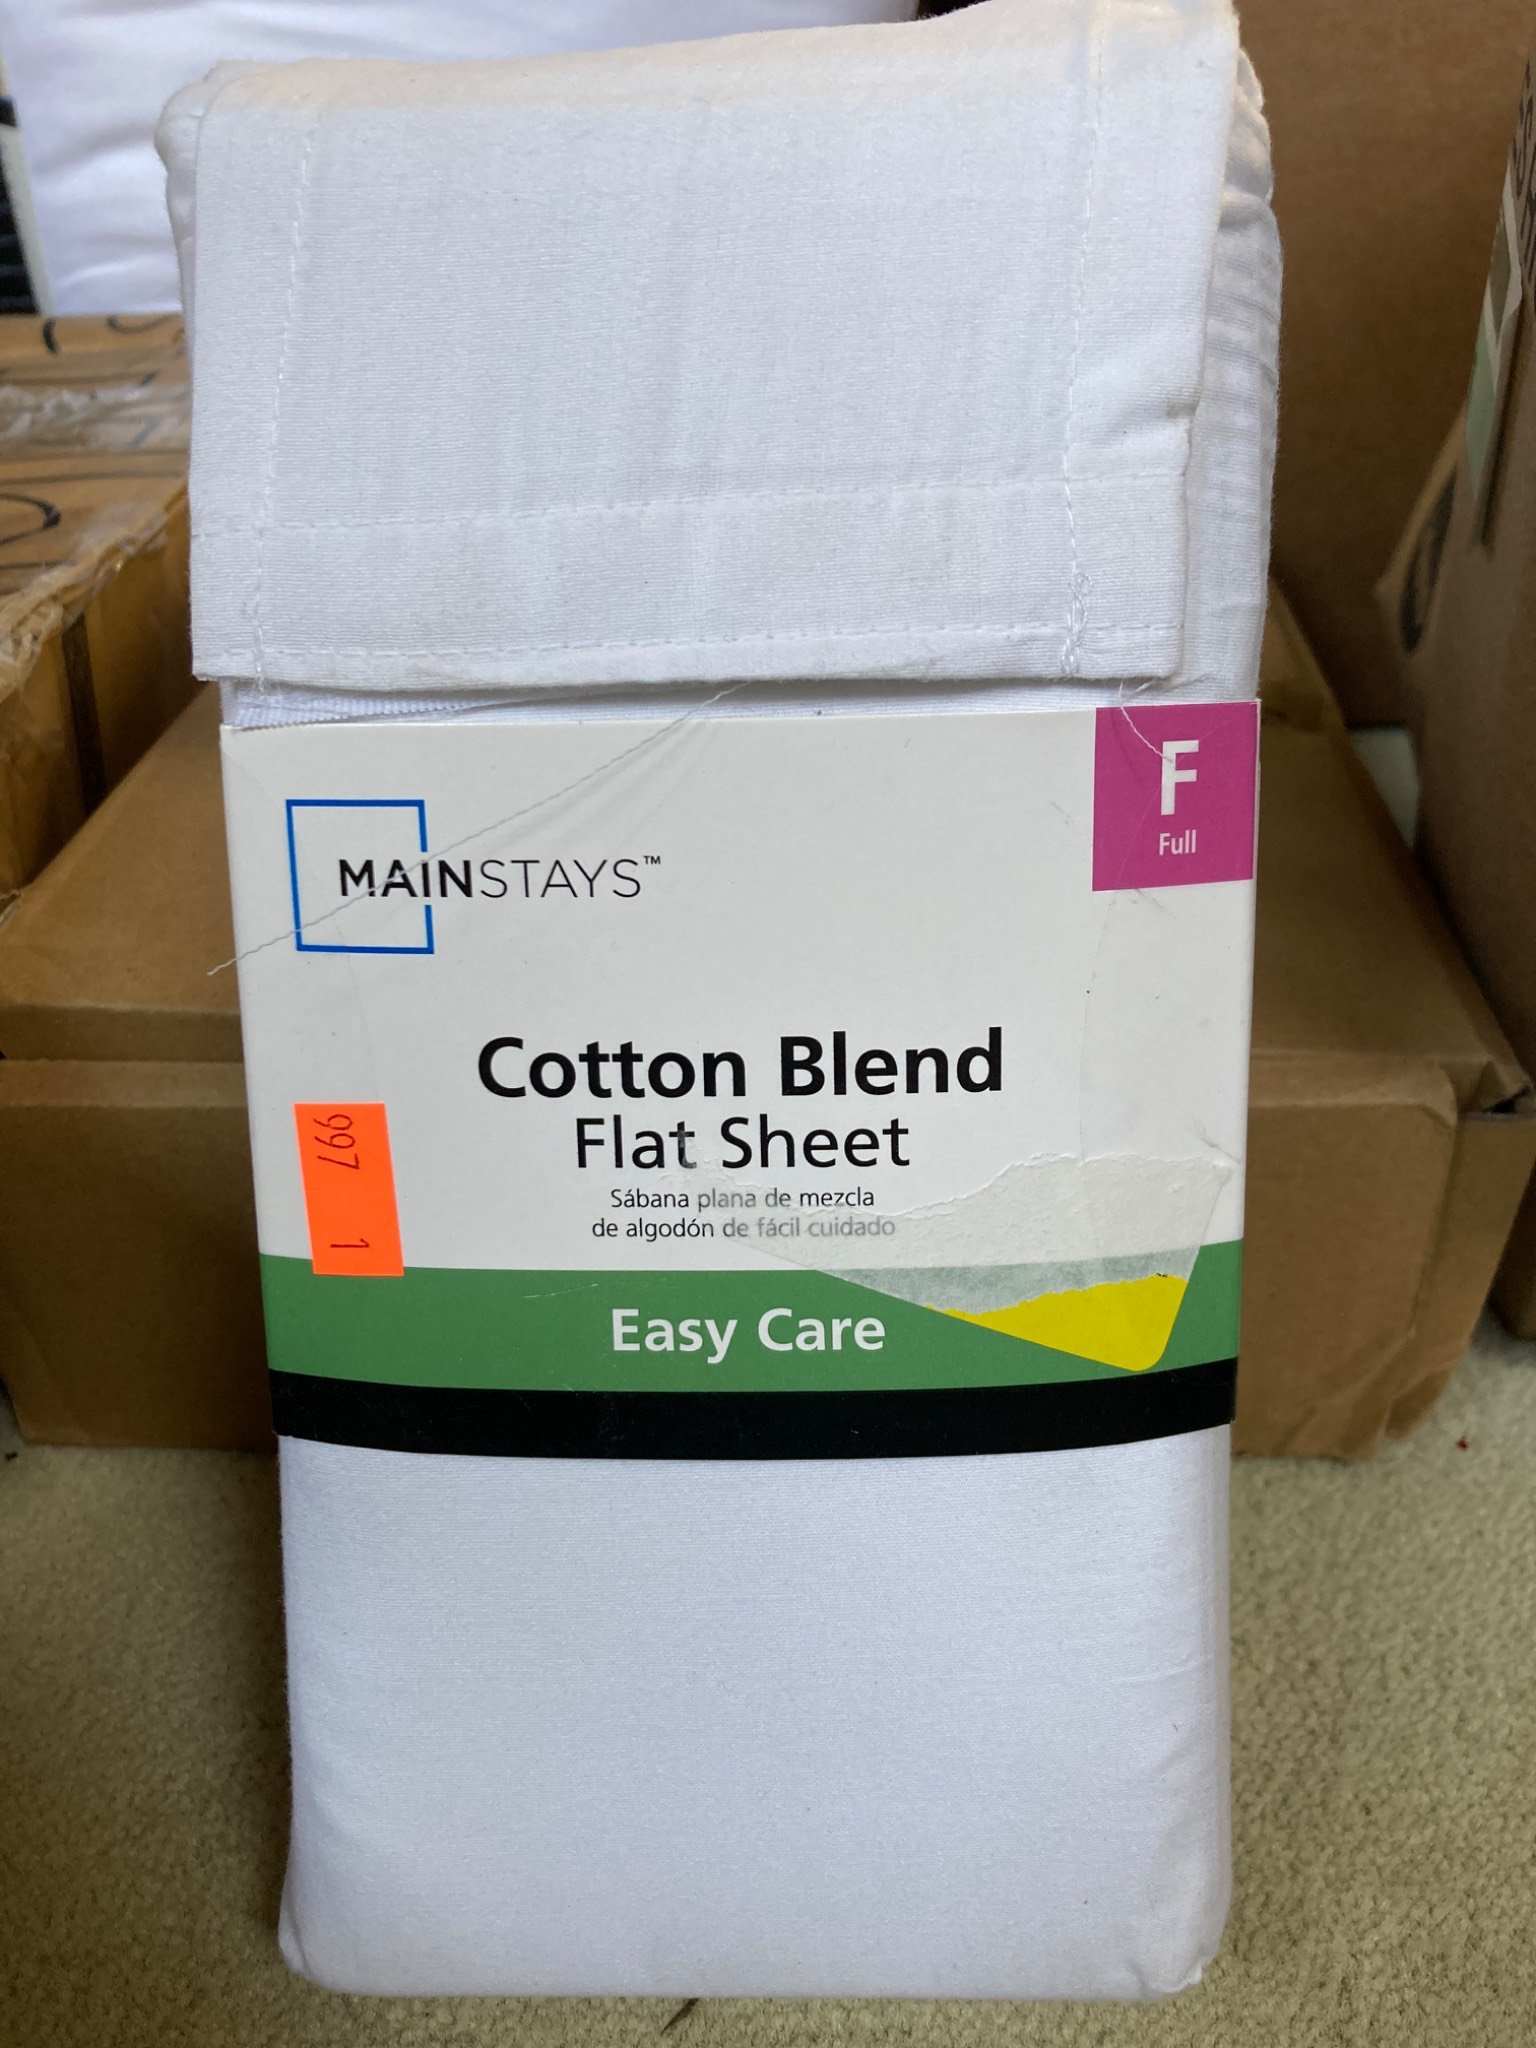 F
Full
MAINSTAYS™
Cotton Blend
Flat Sheet
Sábana plana de mezcla
de algodón de fácil cuidado
997
1
Easy Care